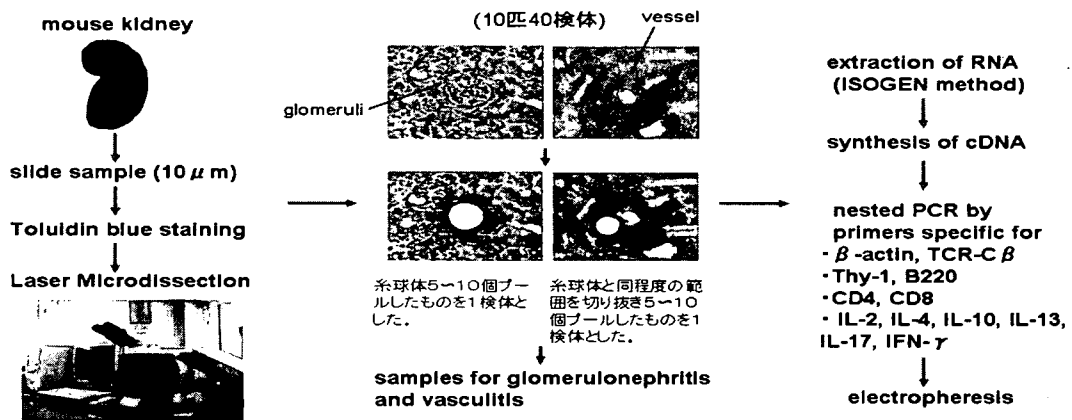 mouse kidney
slide sample (10μm)
Toluidin blue staining
Laser Microdissection
(10匹40検体)
vessel
glomeruli
糸球体5〜10個プー
ルしたものを1検体と
した。
糸球体と同程度の範
囲を切り抜き5〜10
個プールしたものを1
検体とした。
samples for glomerulonephritis
and vasculitis
extraction of RNA
(ISOGEN method)
synthesis of cDNA
nested PCR by
primers specific for
・β-actin, TCR-Cβ
・Thy-1, B220
・CD4, CD8
・IL-2, IL-4, IL-10, IL-13,
IL-17, IFN-γ
electropheresis